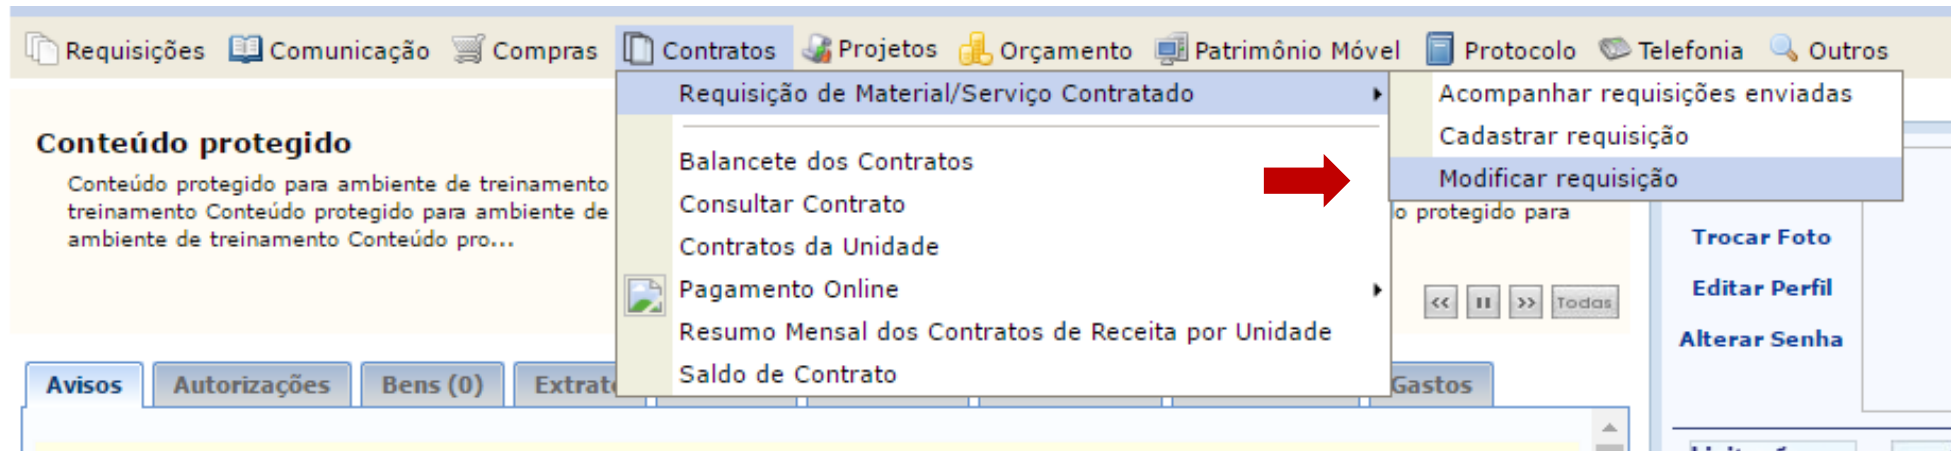 Requisições Comunicação Compras Contratos Projetos Orçamento Patrimônio Móvel Protocolo Telefonia Outros
Requisição de Material/Serviço Contratado
Balancete dos Contratos
Consultar Contrato
Contratos da Unidade
Pagamento Online
Resumo Mensal dos Contratos de Receita por Unidade
Saldo de Contrato
Acompanhar requisições enviadas
Cadastrar requisição
Modificar requisição
Conteúdo protegido
Conteúdo protegido para ambiente de treinamento
treinamento Conteúdo protegido para ambiente de
protegido para
ambiente de treinamento Conteúdo pro...
<< II >> Todas
Trocar Foto
Editar Perfil
Alterar Senha
Avisos Autorizações Bens (0) Extrat Gastos